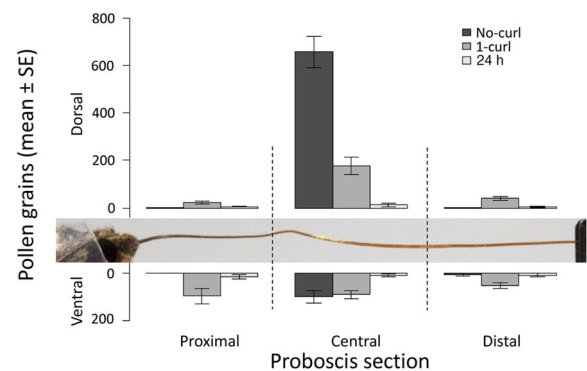 Pollen grains (mean ± SE)
Dorsal
800
600
400
200
0
No-curl
1-curl
24 h
Ventral
0
200
Proximal
Central
Distal
Proboscis section